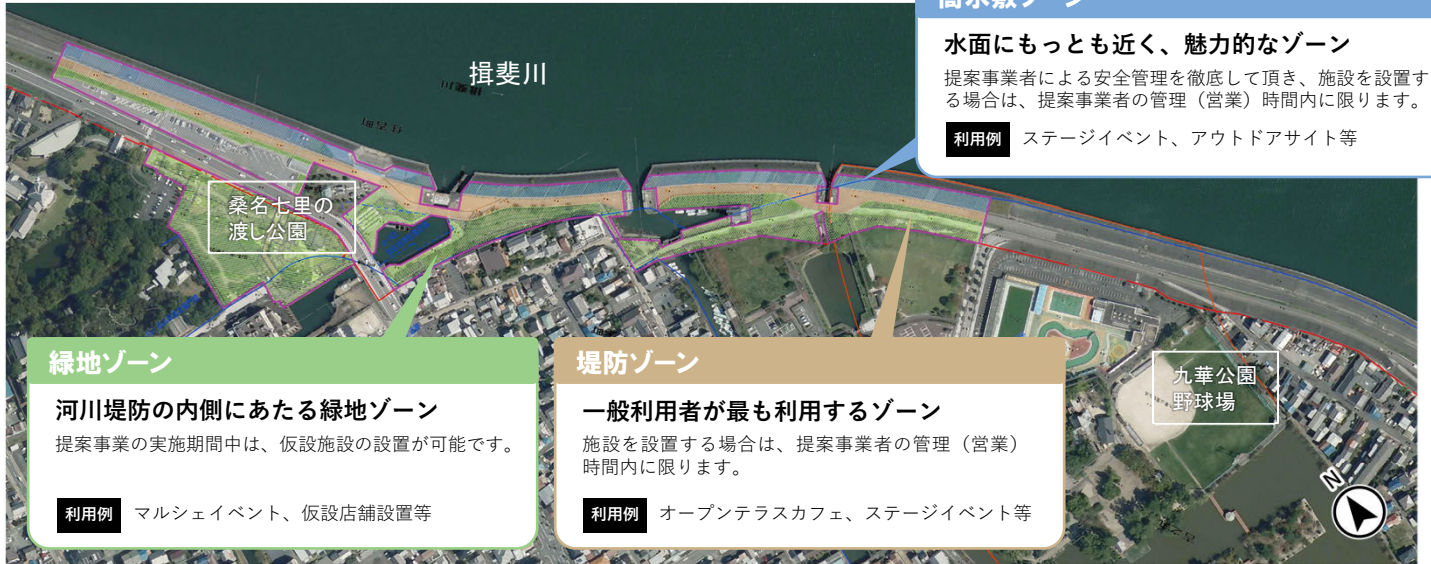 高水敷ゾーン
水面にもっとも近く、魅力的なゾーン
提案事業者による安全管理を徹底して頂き、施設を設置す
る場合は、提案事業者の管理（営業）時間内に限ります。
利用例 ステージイベント、アウトドアサイト等
揖斐川
揖斐川
住吉町
桑名七里の
渡し公園
緑地ゾーン
河川堤防の内側にあたる緑地ゾーン
提案事業の実施期間中は、仮設施設の設置が可能です。
利用例 マルシェイベント、仮設店舗設置等
堤防ゾーン
一般利用者が最も利用するゾーン
施設を設置する場合は、提案事業者の管理（営業）
時間内に限ります。
利用例 オープンテラスカフェ、ステージイベント等
九華公園
野球場
N